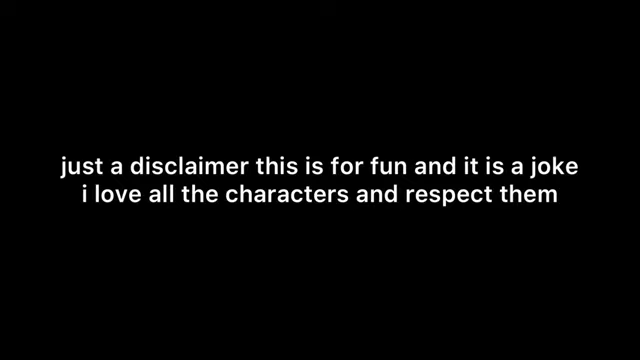 just a disclaimer this is for fun and it is a joke
i love all the characters and respect them